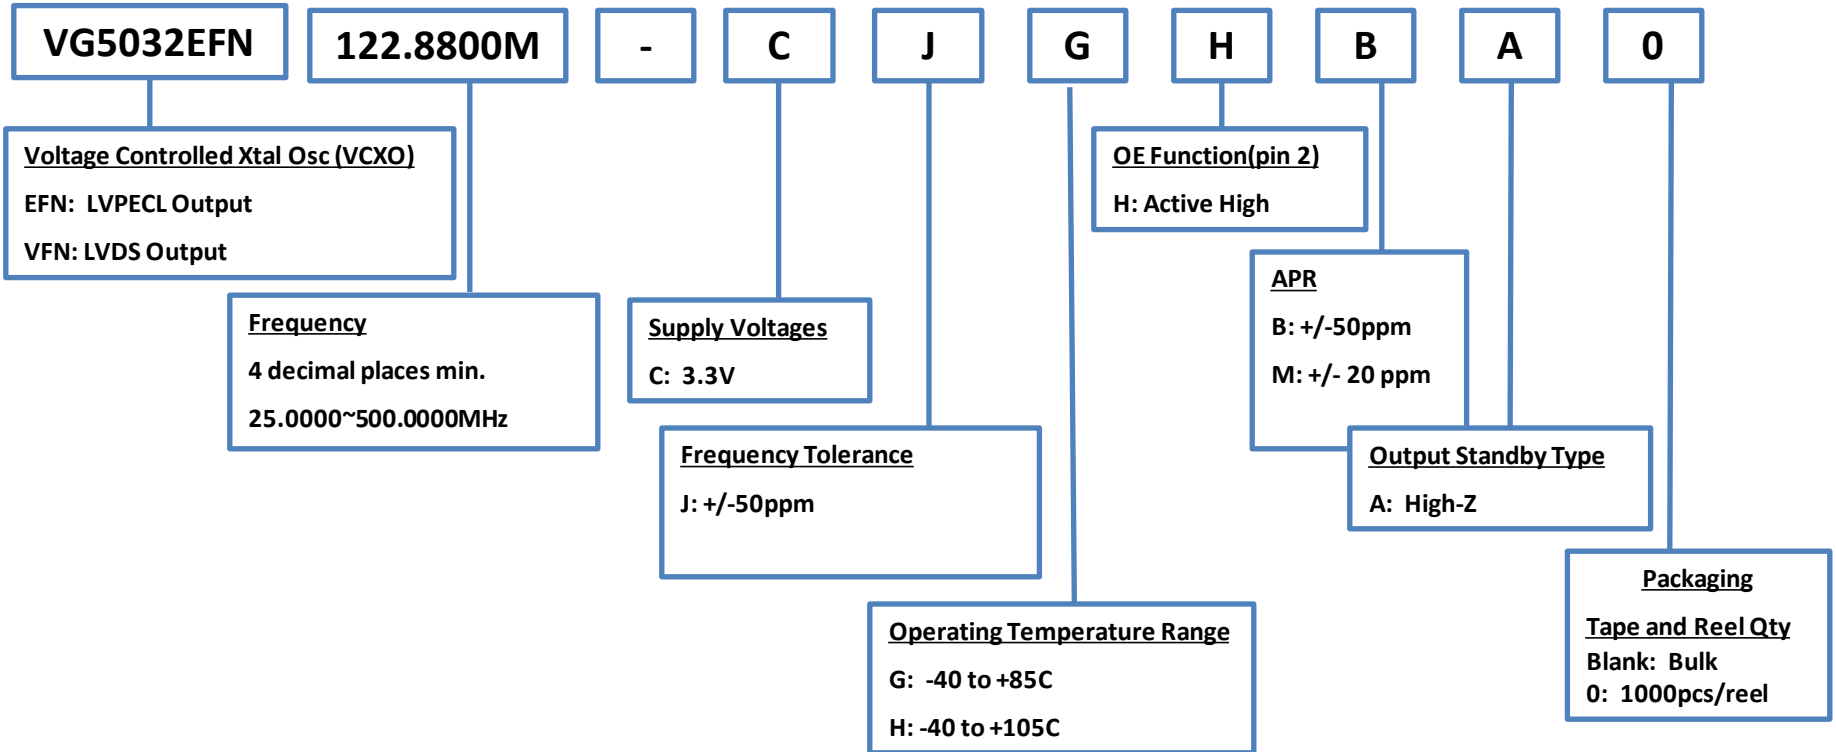 VG5032EFN 122.8800M - C J G H B A 0
Voltage Controlled Xtal Osc (VCXO)
EFN: LVPECL Output
VFN: LVDS Output
Frequency
4 decimal places min.
25.0000~500.0000MHz
Supply Voltages
C: 3.3V
Frequency Tolerance
J: +/-50ppm
Operating Temperature Range
G: -40 to +85C
H: -40 to +105C
OE Function(pin 2)
H: Active High
APR
B: +/-50ppm
M: +/- 20 ppm
Output Standby Type
A: High-Z
Packaging
Tape and Reel Qty
Blank: Bulk
0: 1000pcs/reel